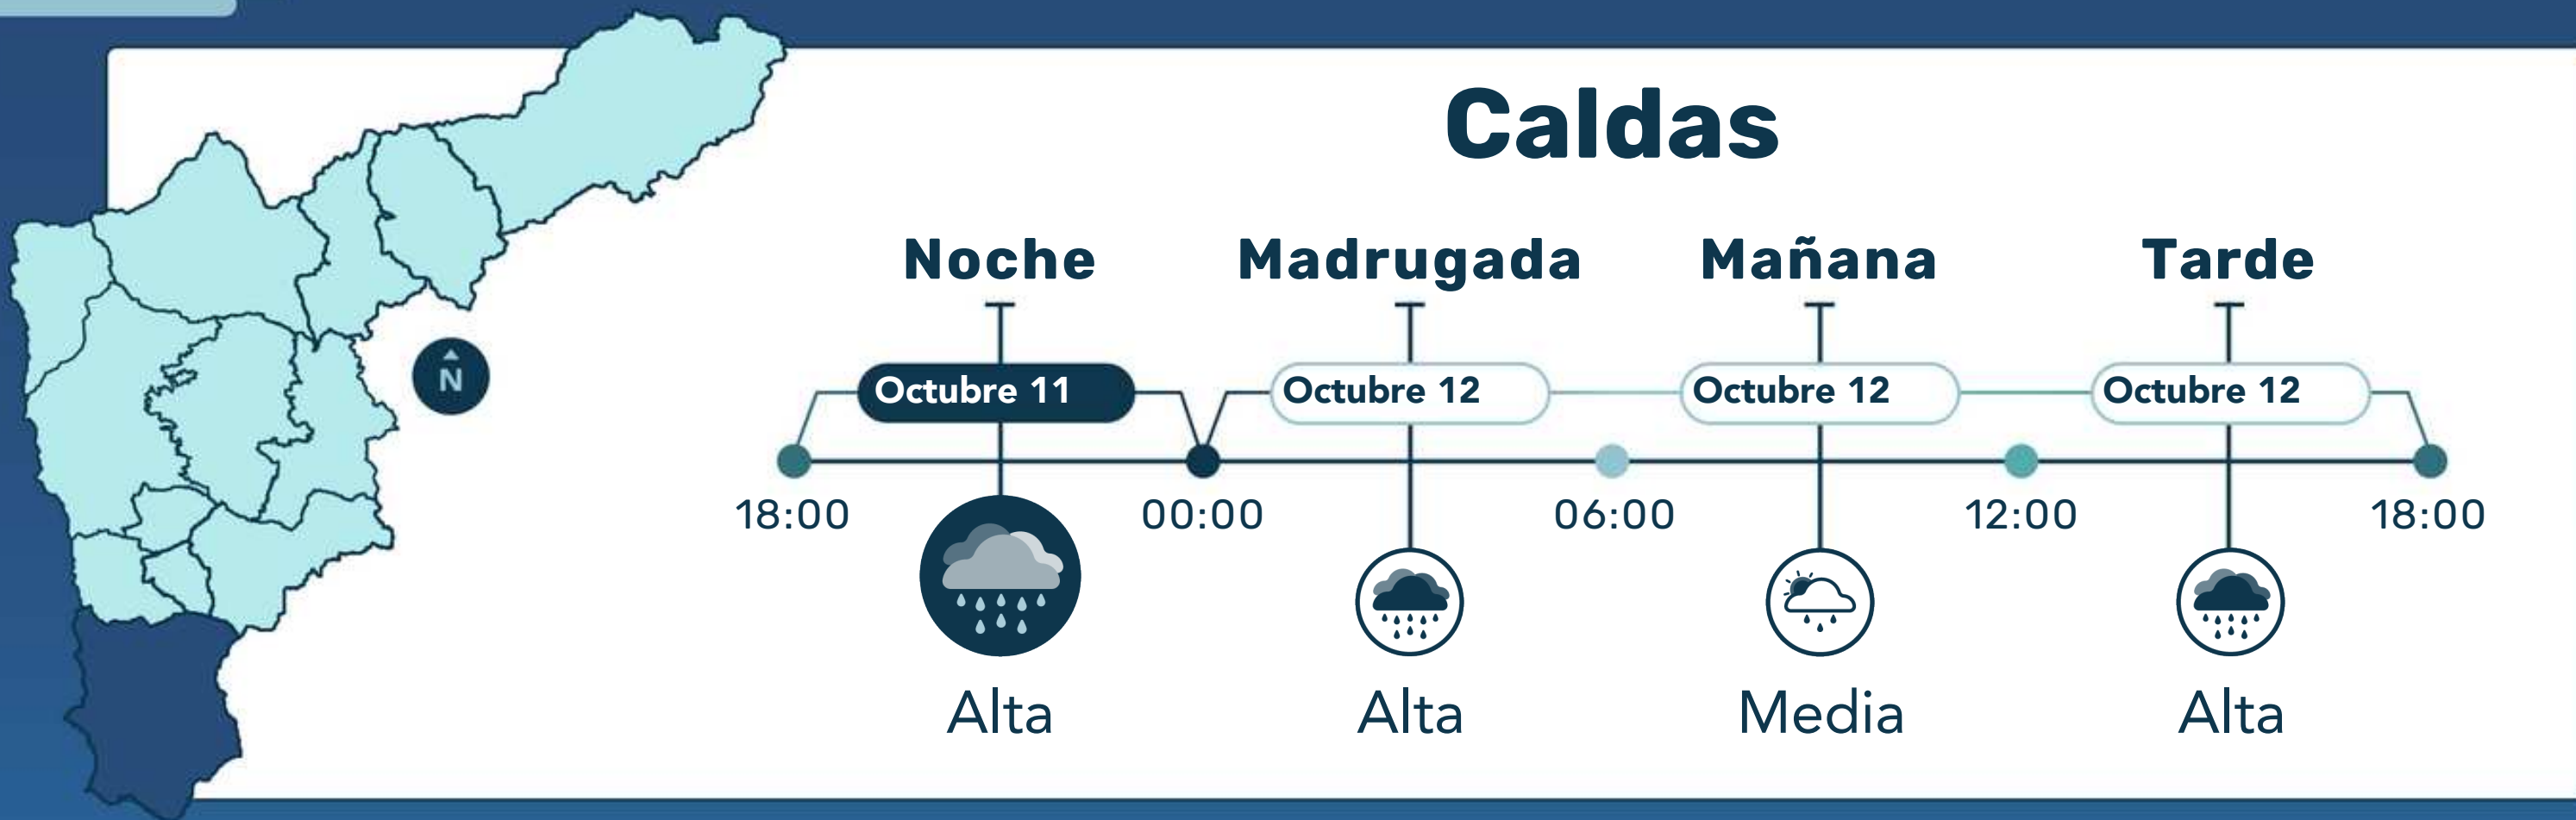 Caldas
Noche
Madrugada
Mañana
Tarde
N
Octubre 11
Octubre 12
Octubre 12
Octubre 12
18:00
00:00
06:00
12:00
18:00
Alta
Alta
Media
Alta